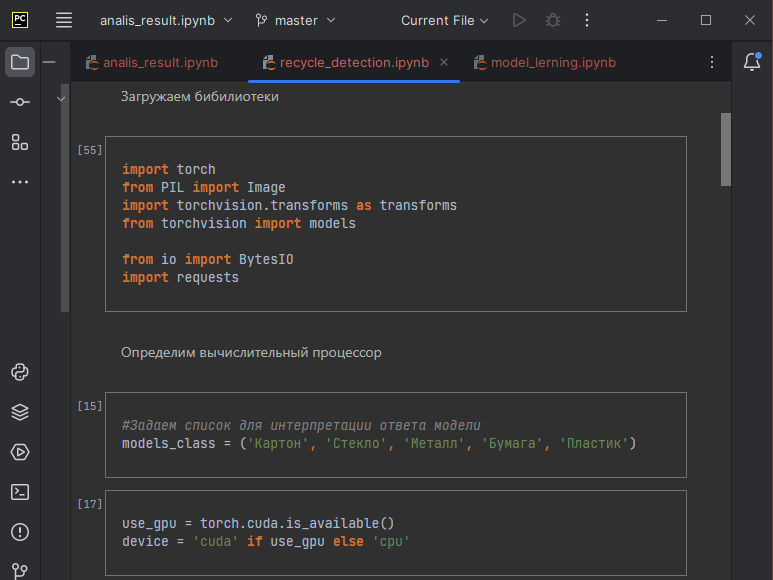 PC
analis_result.ipynb
master
Current File
analis_result.ipynb
recycle_detection.ipynb
model_lerning.ipynb
Загружаем бибилиотеки
[55]
import torch
from PIL import Image
import torchvision.transforms as transforms
from torchvision import models
from io import BytesIO
import requests
Определим вычислительный процессор
[15]
#Задаем список для интерпретации ответа модели
models_class = ('Картон', 'Стекло', 'Металл', 'Бумага', 'Пластик')
[17]
use_gpu = torch.cuda.is_available()
device = 'cuda' if use_gpu else 'cpu'